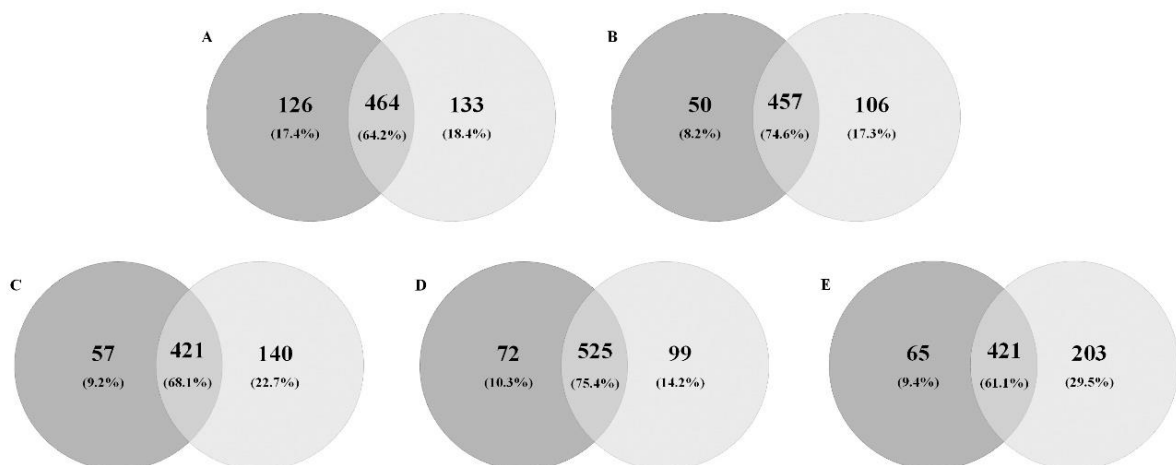 A
B
126 464 133
(17.4%) (64.2%) (18.4%)
50 457 106
(8.2%) (74.6%) (17.3%)
C
D
E
57 421 140
(9.2%) (68.1%) (22.7%)
72 525 99
(10.3%) (75.4%) (14.2%)
65 421 203
(9.4%) (61.1%) (29.5%)